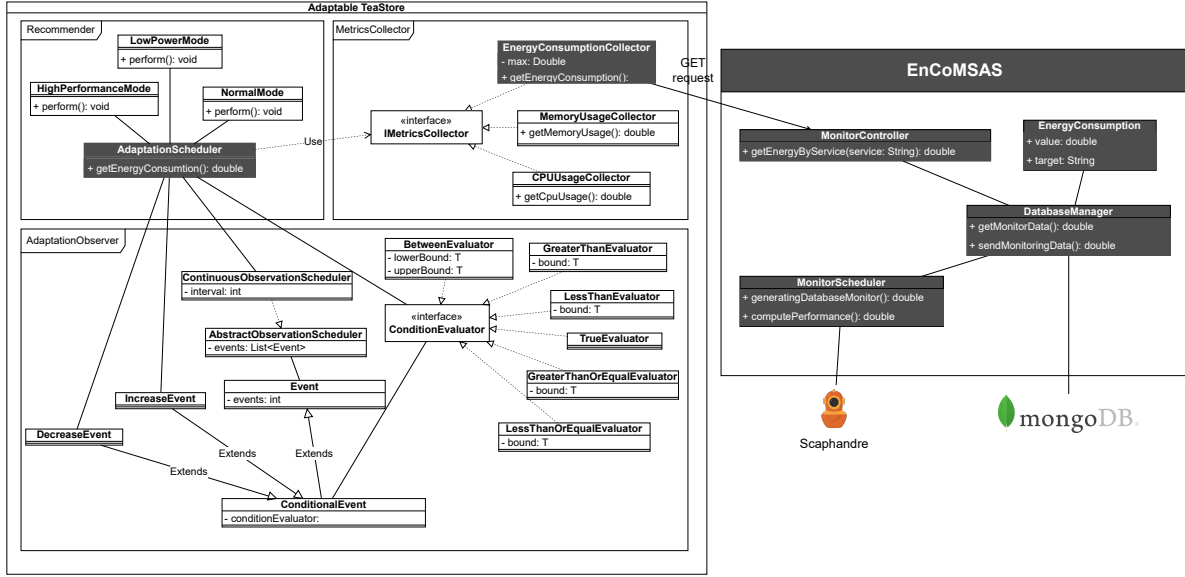 Adaptable TeaStore
Recommender
LowPowerMode
+ perform(): void
HighPerformanceMode
+ perform(): void
NormalMode
+ perform(): void
AdaptationScheduler
+ getEnergyConsumtion(): double
Use
MetricsCollector
EnergyConsumptionCollector
- max: Double
+ getEnergyConsumption():
«interface»
IMetricsCollector
MemoryUsageCollector
+ getMemoryUsage(): double
CPUUsageCollector
+ getCpuUsage(): double
GET
request
AdaptationObserver
ContinuousObservationScheduler
- interval: int
AbstractObservationScheduler
- events: List<Event>
Event
- events: int
IncreaseEvent
DecreaseEvent
Extends
Extends
Extends
ConditionalEvent
- conditionEvaluator:
BetweenEvaluator
- lowerBound: T
- upperBound: T
«interface»
ConditionEvaluator
GreaterThanEvaluator
- bound: T
LessThanEvaluator
- bound: T
TrueEvaluator
GreaterThanOrEqualEvaluator
- bound: T
LessThanOrEqualEvaluator
- bound: T
EnCoMSAS
MonitorController
+ getEnergyByService(service: String): double
EnergyConsumption
+ value: double
+ target: String
DatabaseManager
+ getMonitorData(): double
+ sendMonitoringData(): double
MonitorScheduler
+ generatingDatabaseMonitor(): double
+ computePerformance(): double
Scaphandre
mongoDB®